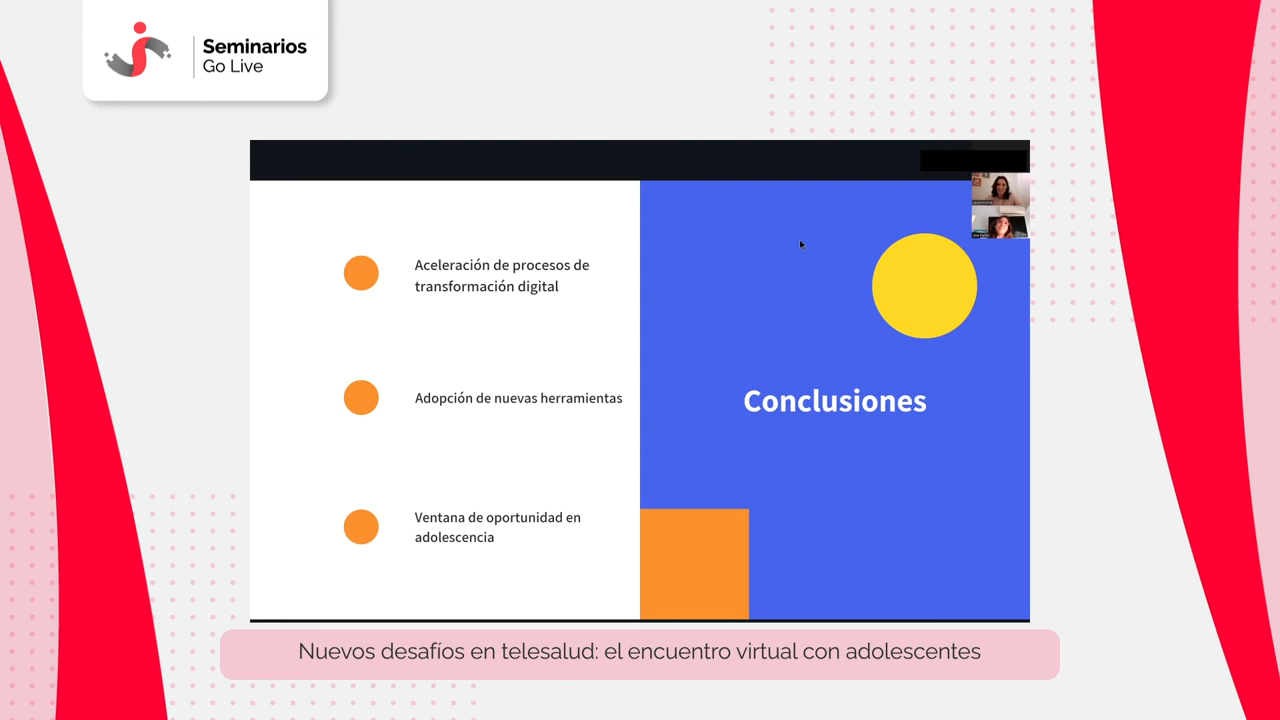 Seminarios
Go Live
Aceleración de procesos de
transformación digital
Adopción de nuevas herramientas
Ventana de oportunidad en
adolescencia
Conclusiones
Nuevos desafíos en telesalud: el encuentro virtual con adolescentes